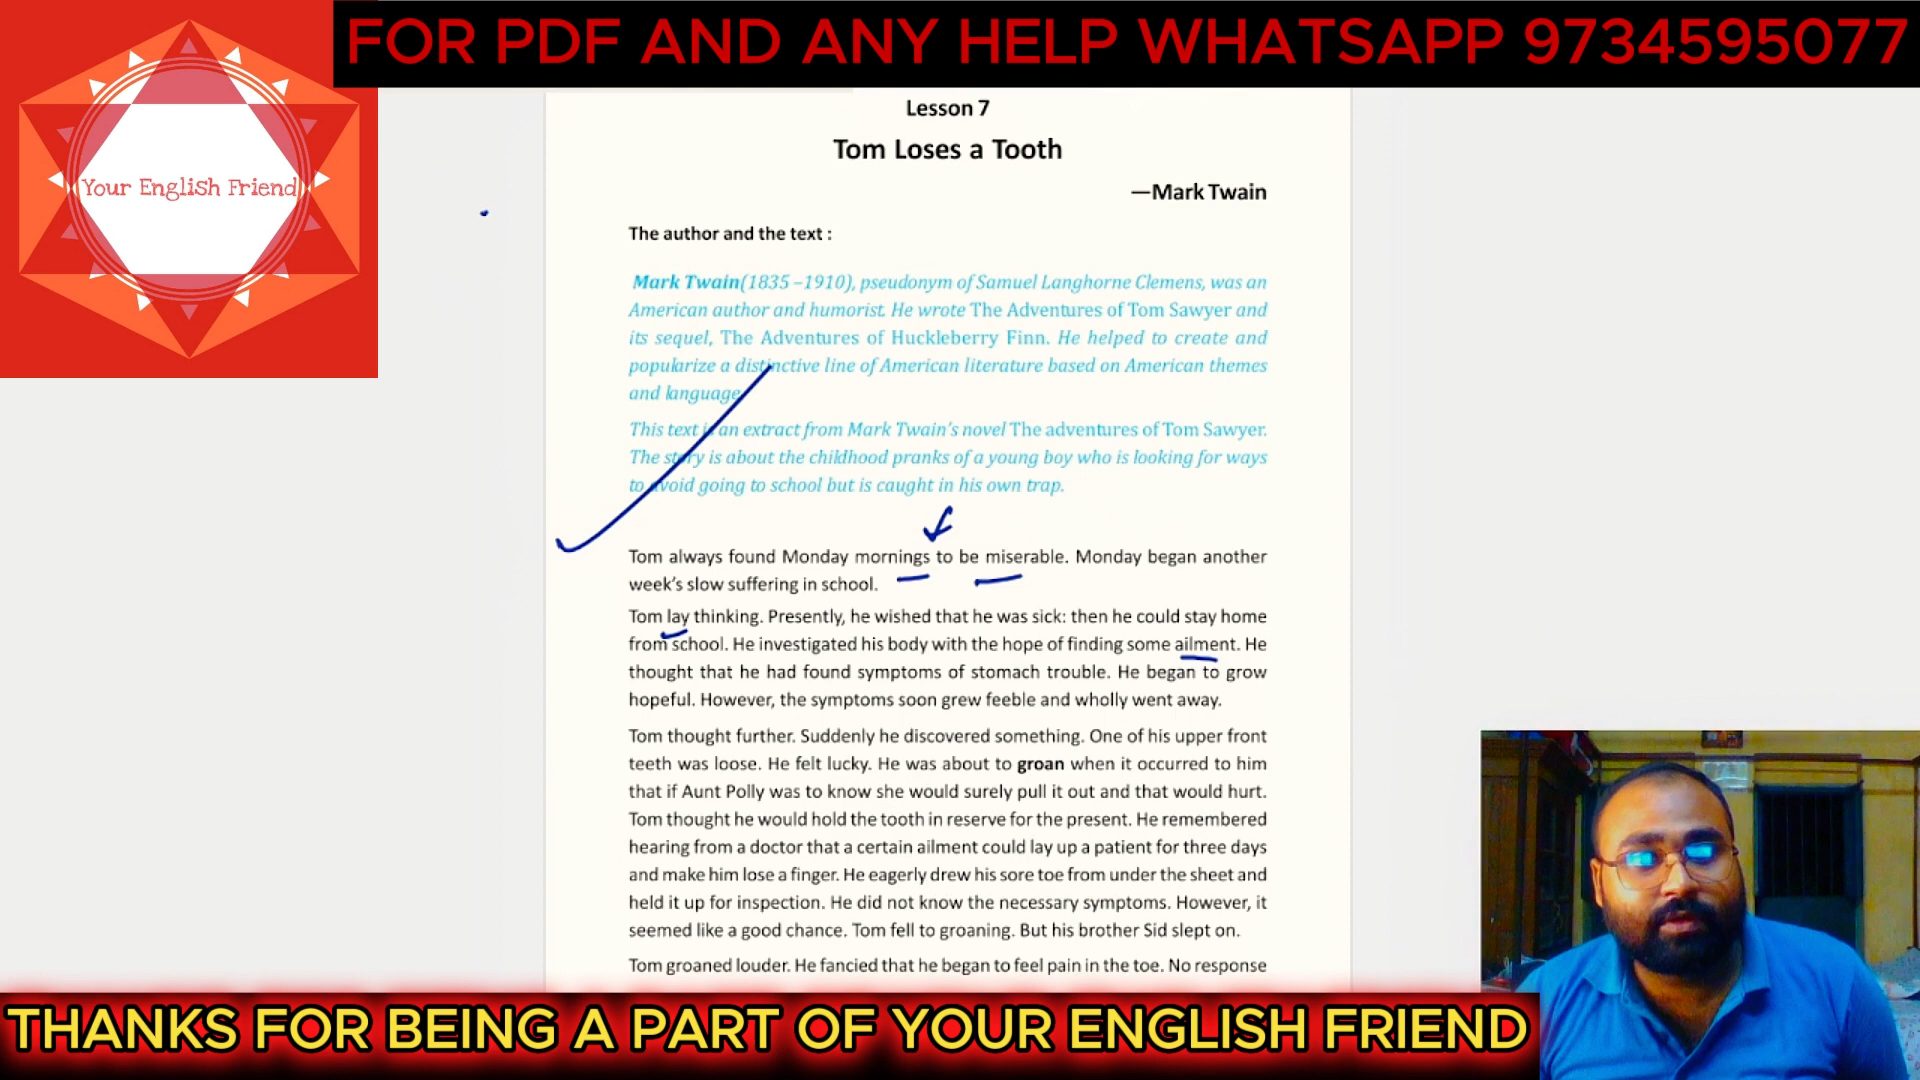 FOR PDF AND ANY HELP WHATSAPP 9734595077
Your English Friend
Lesson 7
Tom Loses a Tooth
—Mark Twain
The author and the text :
Mark Twain(1835 –1910), pseudonym of Samuel Langhorne Clemens, was an
American author and humorist. He wrote The Adventures of Tom Sawyer and
its sequel, The Adventures of Huckleberry Finn. He helped to create and
popularize a distinctive line of American literature based on American themes
and language.
This text is an extract from Mark Twain's novel The adventures of Tom Sawyer.
The story is about the childhood pranks of a young boy who is looking for ways
to avoid going to school but is caught in his own trap.
Tom always found Monday mornings to be miserable. Monday began another
week's slow suffering in school.
Tom lay thinking. Presently, he wished that he was sick: then he could stay home
from school. He investigated his body with the hope of finding some ailment. He
thought that he had found symptoms of stomach trouble. He began to grow
hopeful. However, the symptoms soon grew feeble and wholly went away.
Tom thought further. Suddenly he discovered something. One of his upper front
teeth was loose. He felt lucky. He was about to groan when it occurred to him
that if Aunt Polly was to know she would surely pull it out and that would hurt.
Tom thought he would hold the tooth in reserve for the present. He remembered
hearing from a doctor that a certain ailment could lay up a patient for three days
and make him lose a finger. He eagerly drew his sore toe from under the sheet and
held it up for inspection. He did not know the necessary symptoms. However, it
seemed like a good chance. Tom fell to groaning. But his brother Sid slept on.
Tom groaned louder. He fancied that he began to feel pain in the toe. No response
THANKS FOR BEING A PART OF YOUR ENGLISH FRIEND